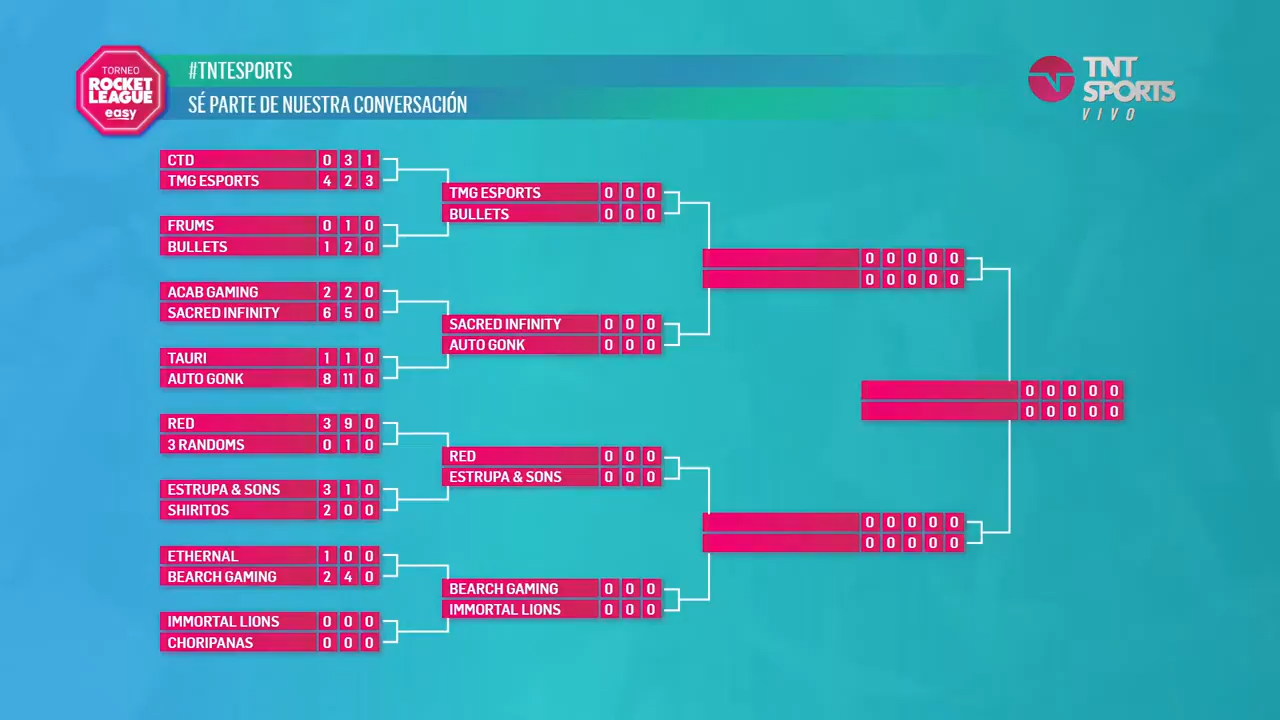 TORNEO
ROCKET
LEAGUE
easy
#TNTESPORTS
SÉ PARTE DE NUESTRA CONVERSACIÓN
TNT
SPORTS
VIVO
CTD 0 3 1
TMG ESPORTS 4 2 3
FRUMS 0 1 0
BULLETS 1 2 0
ACAB GAMING 2 2 0
SACRED INFINITY 6 5 0
TAURI 1 1 0
AUTO GONK 8 11 0
RED 3 9 0
3 RANDOMS 0 1 0
ESTRUPA & SONS 3 1 0
SHIRITOS 2 0 0
ETHERNAL 1 0 0
BEARCH GAMING 2 4 0
IMMORTAL LIONS 0 0 0
CHORIPANAS 0 0 0
TMG ESPORTS 0 0 0
BULLETS 0 0 0
SACRED INFINITY 0 0 0
AUTO GONK 0 0 0
RED 0 0 0
ESTRUPA & SONS 0 0 0
BEARCH GAMING 0 0 0
IMMORTAL LIONS 0 0 0
0 0 0 0 0
0 0 0 0 0
0 0 0 0 0
0 0 0 0 0
0 0 0 0 0
0 0 0 0 0